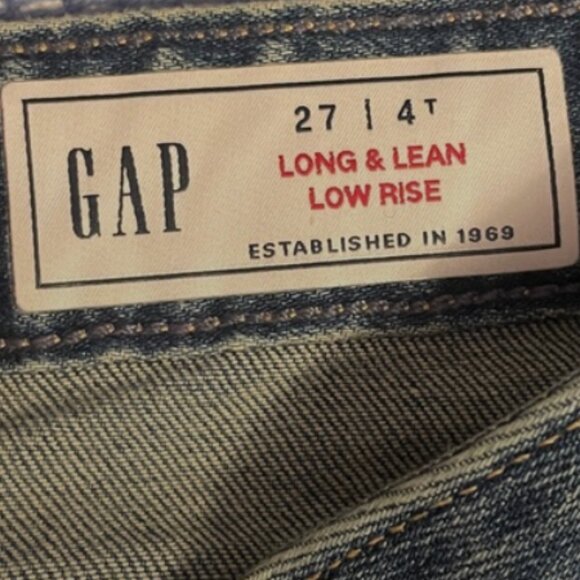 GAP
27 | 4T
LONG & LEAN
LOW RISE
ESTABLISHED IN 1969